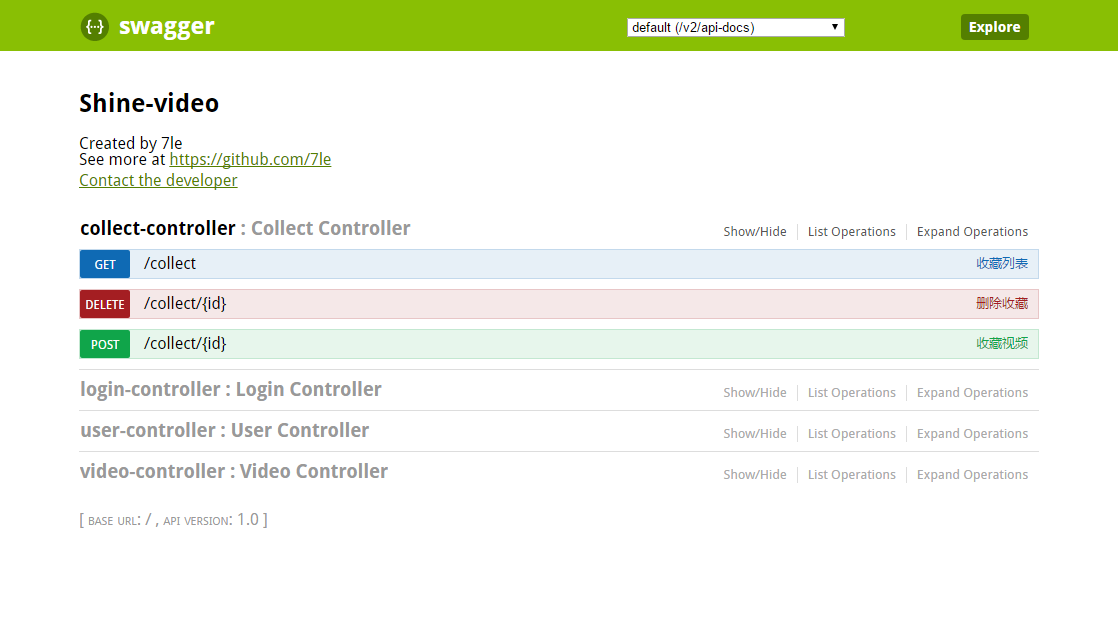 {···} swagger default (/v2/api-docs) Explore
Shine-video
Created by 7le
See more at https://github.com/7le
Contact the developer
collect-controller : Collect Controller Show/Hide List Operations Expand Operations
GET /collect 收藏列表
DELETE /collect/{id} 删除收藏
POST /collect/{id} 收藏视频
login-controller : Login Controller Show/Hide List Operations Expand Operations
user-controller : User Controller Show/Hide List Operations Expand Operations
video-controller : Video Controller Show/Hide List Operations Expand Operations
[ BASE URL: / , API VERSION: 1.0 ]